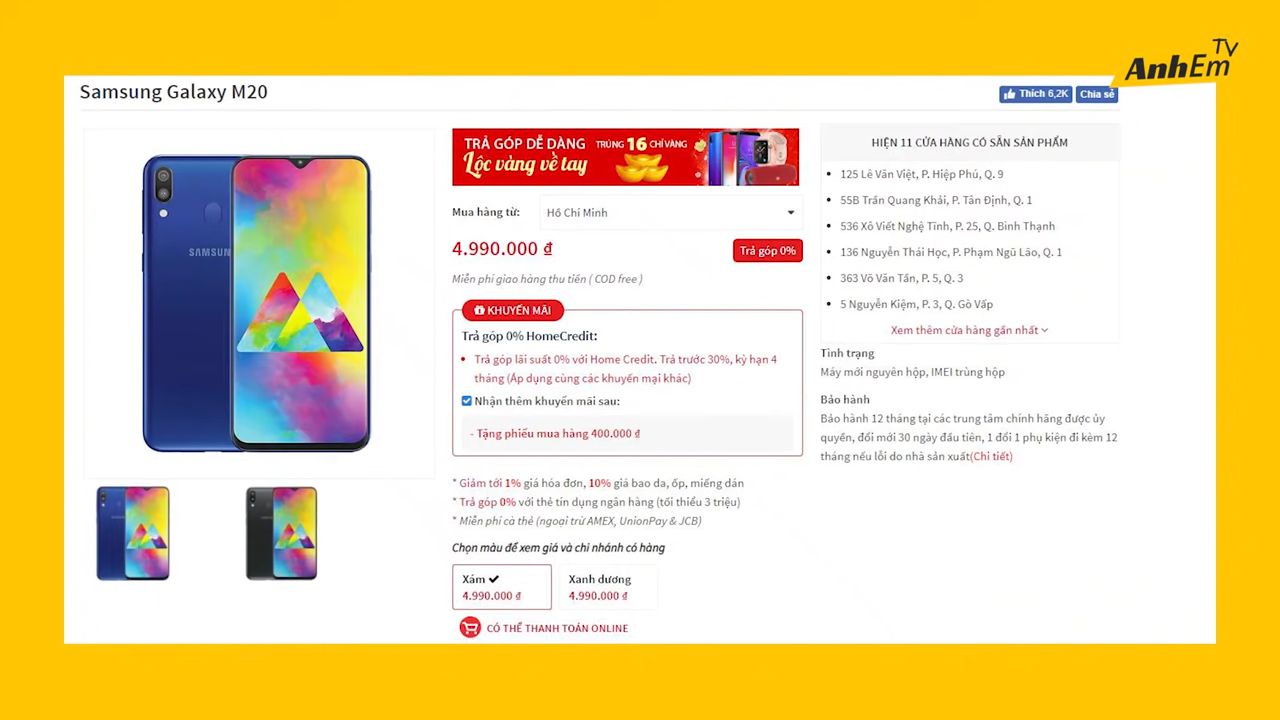 AnhEm TV
Samsung Galaxy M20
Thích 6,2K
Chia sẻ
SAMSUN
TRẢ GÓP DỄ DÀNG
Lộc vàng về tay
TRÚNG 16 CHỈ VÀNG
Mua hàng từ:
Hồ Chí Minh
4.990.000 ₫
Trả góp 0%
Miễn phí giao hàng thu tiền ( COD free )
KHUYẾN MÃI
Trả góp 0% HomeCredit:
Trả góp lãi suất 0% với Home Credit. Trả trước 30%, kỳ hạn 4
tháng (Áp dụng cùng các khuyến mại khác)
Nhận thêm khuyến mãi sau:
- Tặng phiếu mua hàng 400.000 ₫
* Giảm tới 1% giá hóa đơn, 10% giá bao da, ốp, miếng dán
* Trả góp 0% với thẻ tín dụng ngân hàng (tối thiểu 3 triệu)
* Miễn phí cà thẻ (ngoại trừ AMEX, UnionPay & JCB)
Chọn màu để xem giá và chi nhánh có hàng
Xám
4.990.000 ₫
Xanh dương
4.990.000 ₫
CÓ THỂ THANH TOÁN ONLINE
HIỆN 11 CỬA HÀNG CÓ SẴN SẢN PHẨM
125 Lê Văn Việt, P. Hiệp Phú, Q. 9
55B Trần Quang Khải, P. Tân Định, Q. 1
536 Xô Viết Nghệ Tĩnh, P. 25, Q. Bình Thạnh
136 Nguyễn Thái Học, P. Phạm Ngũ Lão, Q. 1
363 Võ Văn Tần, P. 5, Q. 3
5 Nguyễn Kiệm, P. 3, Q. Gò Vấp
Xem thêm cửa hàng gần nhất
Tình trạng
Máy mới nguyên hộp, IMEI trùng hộp
Bảo hành
Bảo hành 12 tháng tại các trung tâm chính hãng được ủy
quyền, đổi mới 30 ngày đầu tiên, 1 đổi 1 phụ kiện đi kèm 12
tháng nếu lỗi do nhà sản xuất(Chi tiết)